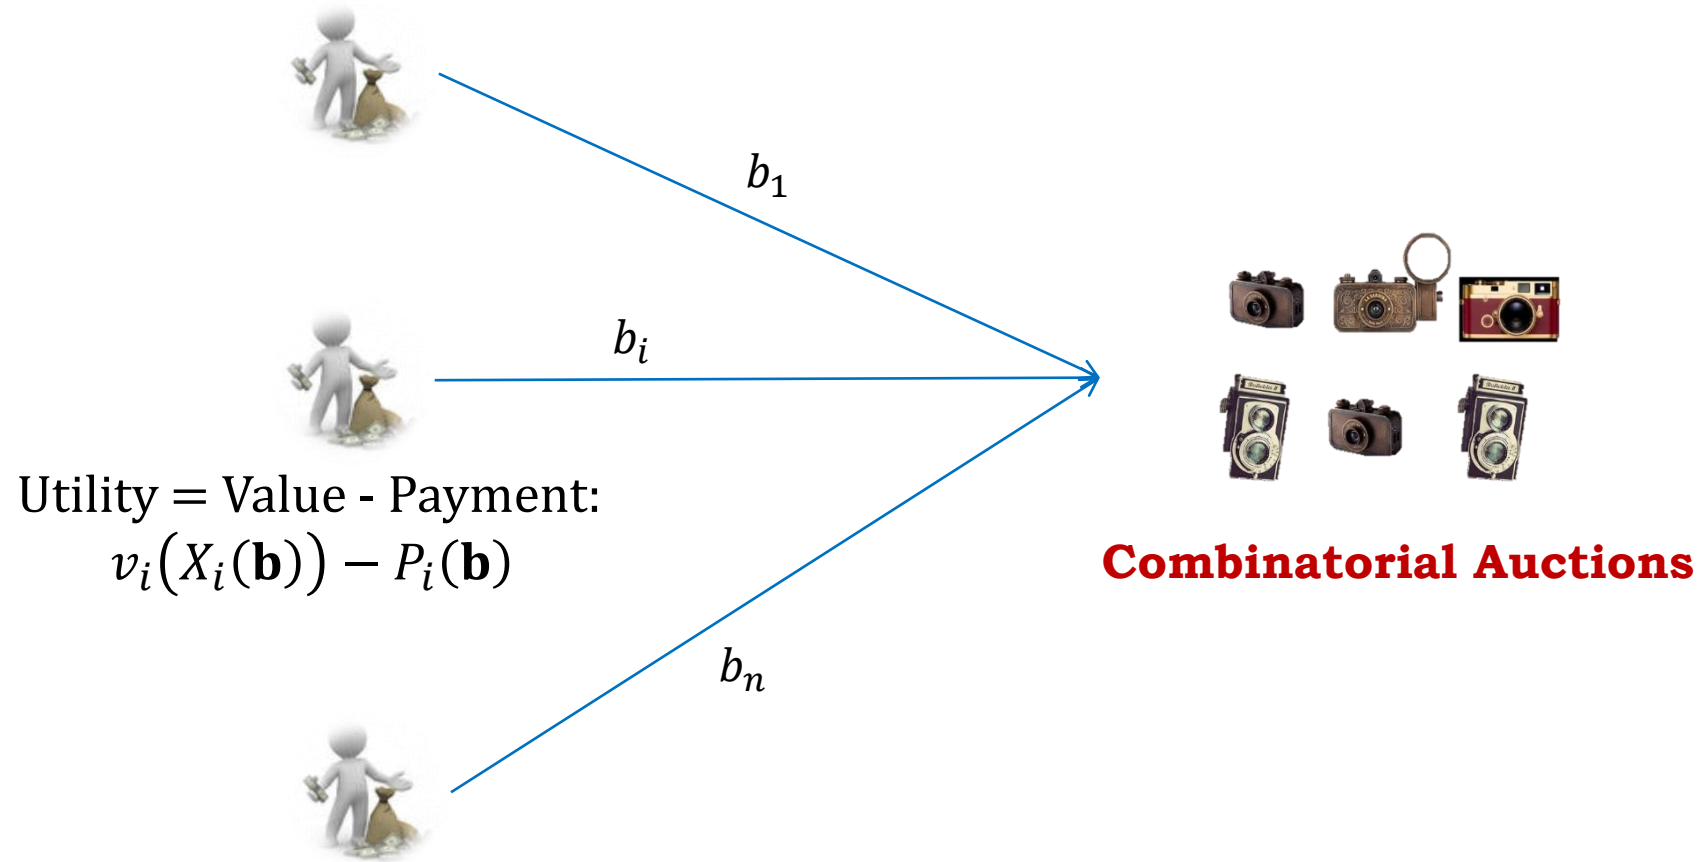 b₁
bᵢ
Utility = Value - Payment:
vᵢ(Xᵢ(𝐛)) − Pᵢ(𝐛)
Combinatorial Auctions
bₙ